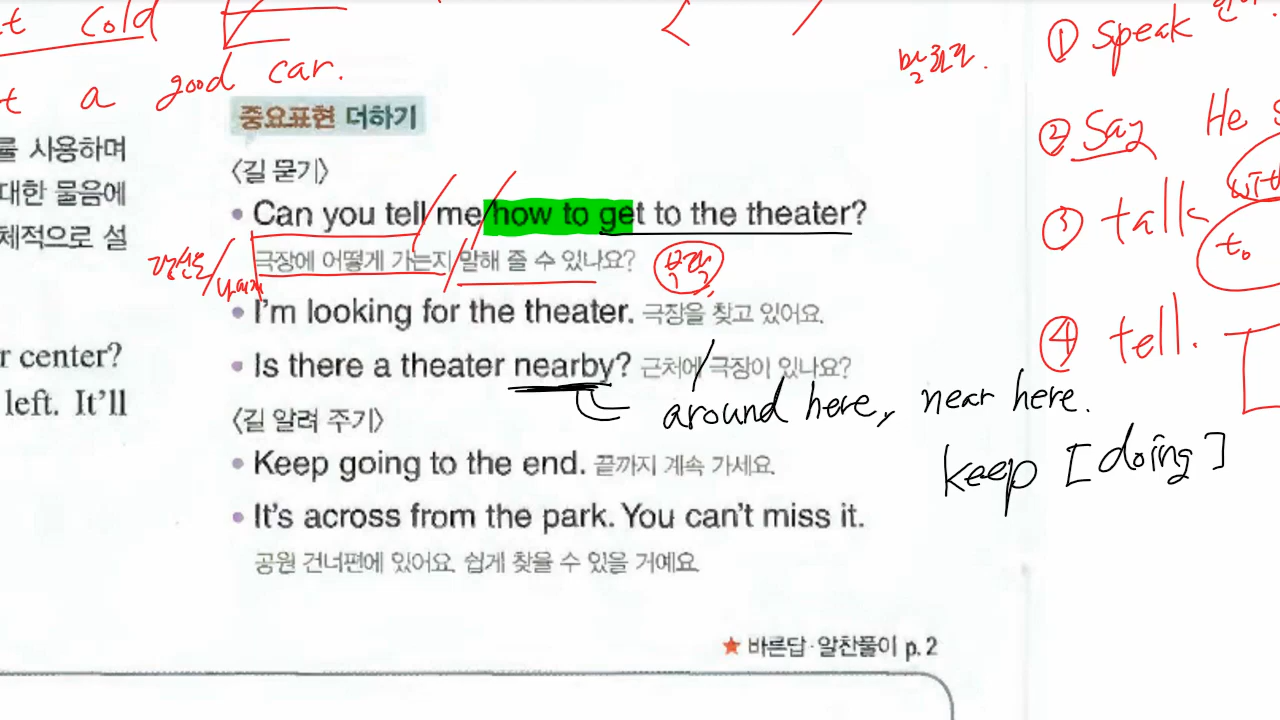 t cold
t a good car.
① speak
② say He s
③ talk with
to
④ tell.
를 사용하며
대한 물음에
체적으로 설
r center?
left. It'll
중요표현 더하기
<길 묻기>
• Can you tell me how to get to the theater?
극장에 어떻게 가는지 말해 줄 수 있나요?
부탁
• I'm looking for the theater. 극장을 찾고 있어요.
• Is there a theater nearby? 근처에 극장이 있나요?
around here, near here.
<길 알려 주기>
• Keep going to the end. 끝까지 계속 가세요.
keep [doing]
• It's across from the park. You can't miss it.
공원 건너편에 있어요. 쉽게 찾을 수 있을 거예요.
★ 바른답·알찬풀이 p. 2